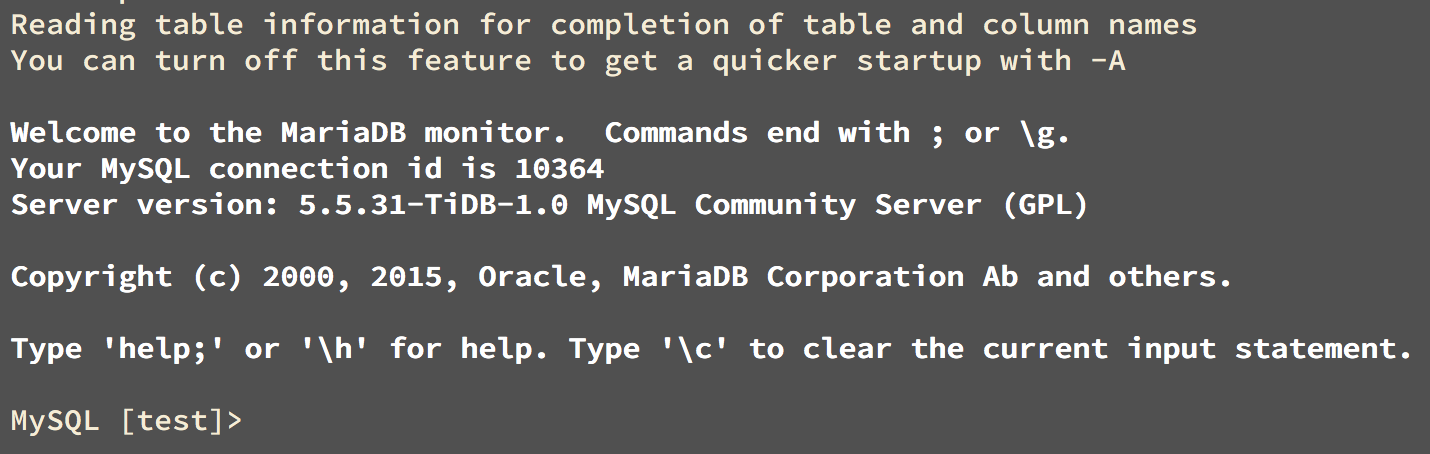 Reading table information for completion of table and column names
You can turn off this feature to get a quicker startup with -A
Welcome to the MariaDB monitor.  Commands end with ; or \g.
Your MySQL connection id is 10364
Server version: 5.5.31-TiDB-1.0 MySQL Community Server (GPL)
Copyright (c) 2000, 2015, Oracle, MariaDB Corporation Ab and others.
Type 'help;' or '\h' for help. Type '\c' to clear the current input statement.
MySQL [test]>